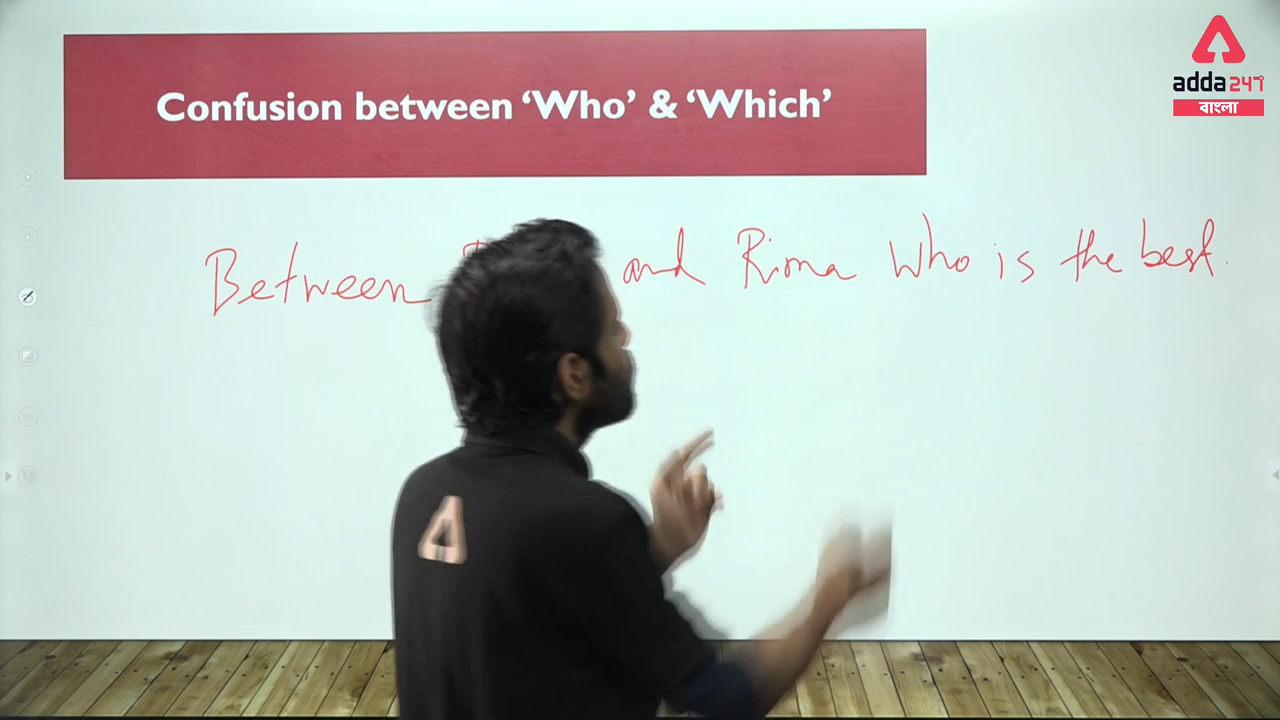 Confusion between ‘Who’ & ‘Which’
adda247
বাংলা
Between and Rima Who is the best.